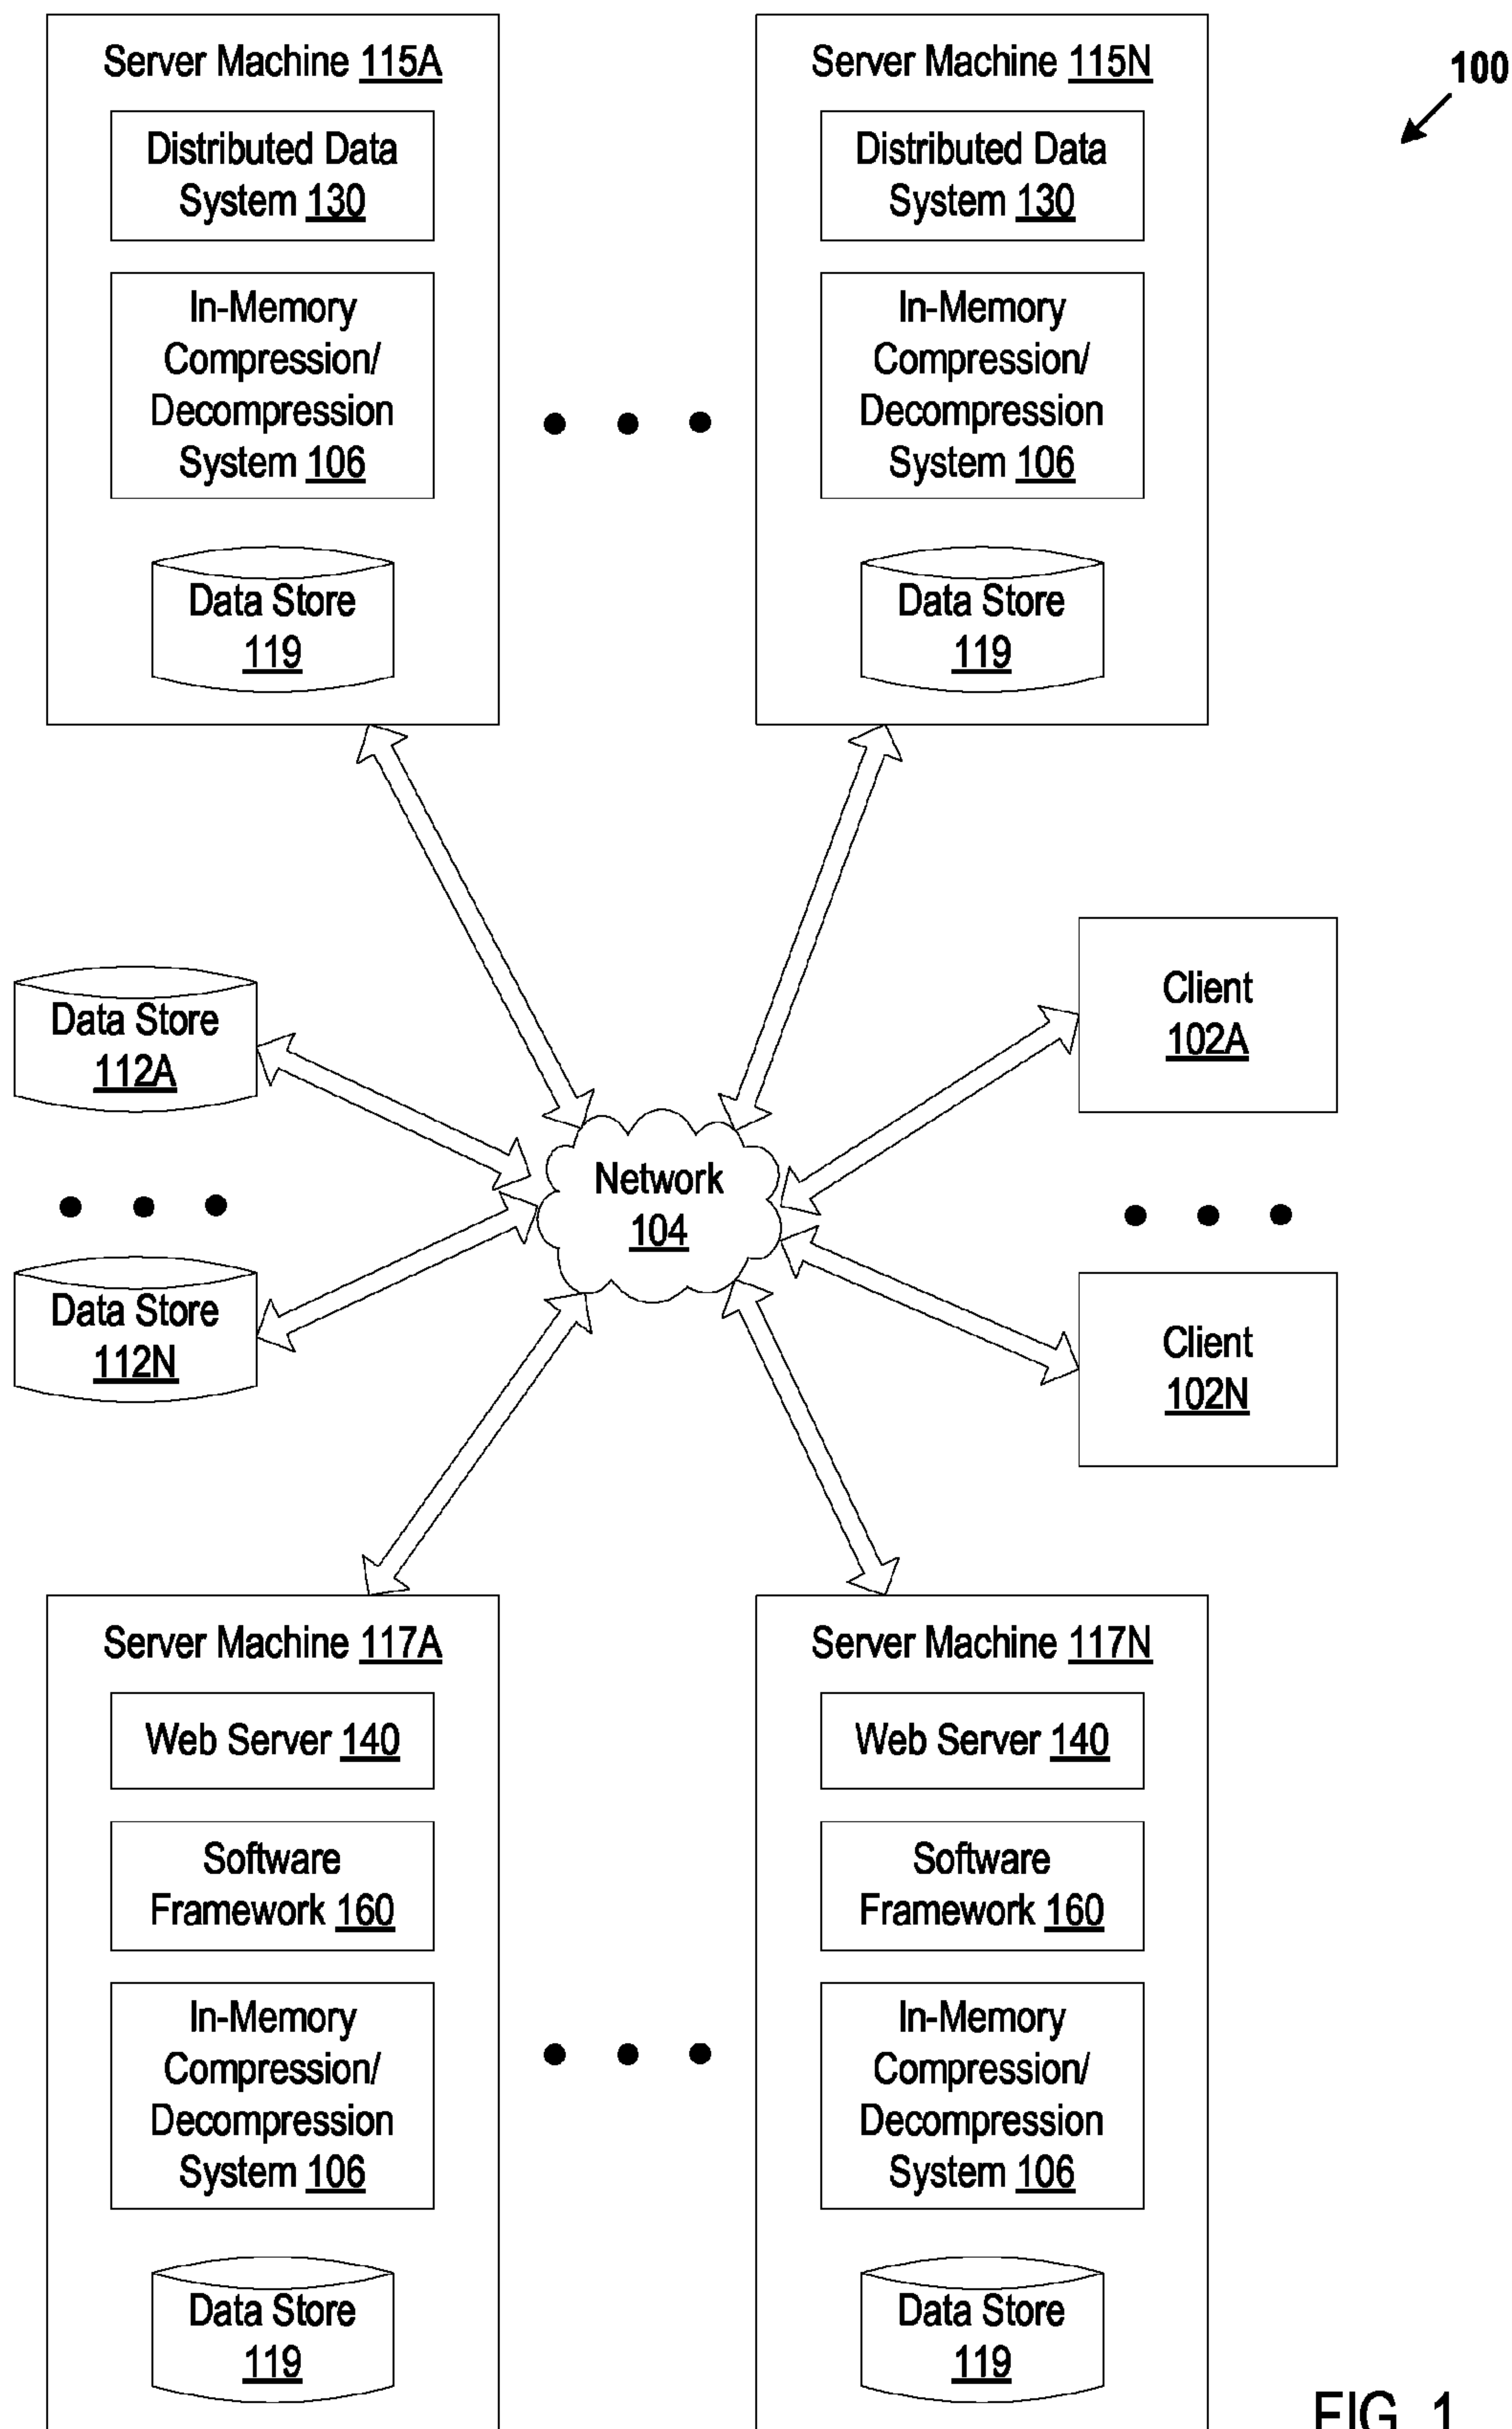 Server Machine 115A
Distributed Data
System 130
In-Memory
Compression/
Decompression
System 106
Data Store
119
Server Machine 115N
Distributed Data
System 130
In-Memory
Compression/
Decompression
System 106
Data Store
119
100
Data Store
112A
Data Store
112N
Network
104
Client
102A
Client
102N
Server Machine 117A
Web Server 140
Software
Framework 160
In-Memory
Compression/
Decompression
System 106
Data Store
119
Server Machine 117N
Web Server 140
Software
Framework 160
In-Memory
Compression/
Decompression
System 106
Data Store
119
FIG. 1